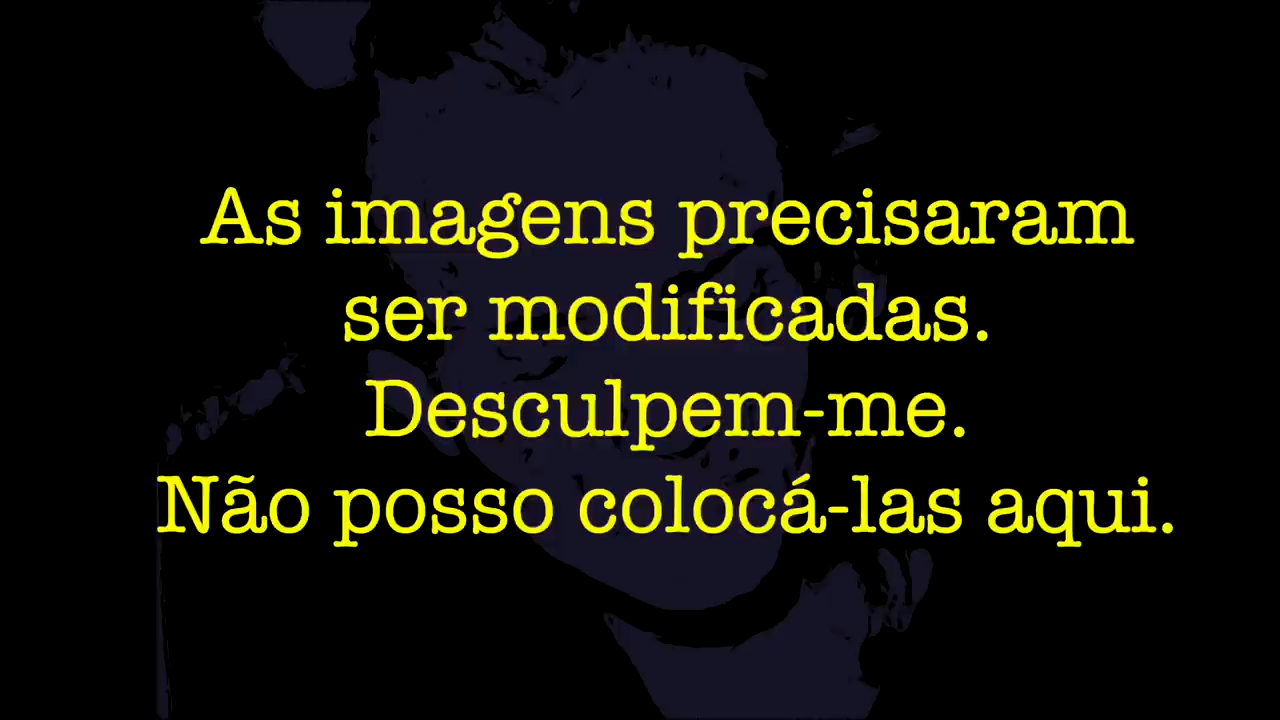 As imagens precisaram
ser modificadas.
Desculpem-me.
Não posso colocá-las aqui.